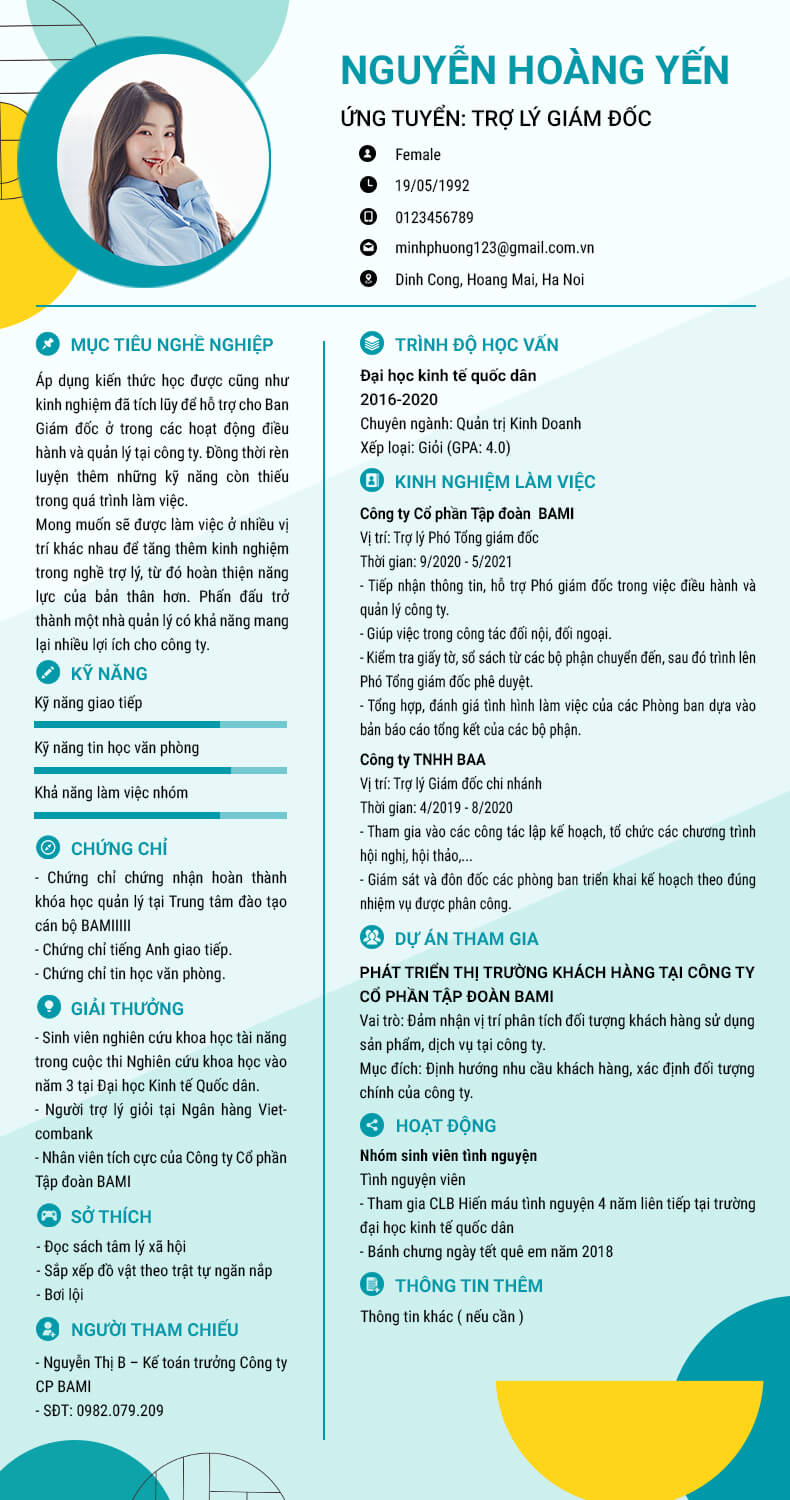 NGUYỄN HOÀNG YẾN
ỨNG TUYỂN: TRỢ LÝ GIÁM ĐỐC
Female
19/05/1992
0123456789
minhphuong123@gmail.com.vn
Dinh Cong, Hoang Mai, Ha Noi
MỤC TIÊU NGHỀ NGHIỆP
Áp dụng kiến thức học được cũng như
kinh nghiệm đã tích lũy để hỗ trợ cho Ban
Giám đốc ở trong các hoạt động điều
hành và quản lý tại công ty. Đồng thời rèn
luyện thêm những kỹ năng còn thiếu
trong quá trình làm việc.
Mong muốn sẽ được làm việc ở nhiều vị
trí khác nhau để tăng thêm kinh nghiệm
trong nghề trợ lý, từ đó hoàn thiện năng
lực của bản thân hơn. Phấn đấu trở
thành một nhà quản lý có khả năng mang
lại nhiều lợi ích cho công ty.
KỸ NĂNG
Kỹ năng giao tiếp
Kỹ năng tin học văn phòng
Khả năng làm việc nhóm
CHỨNG CHỈ
- Chứng chỉ chứng nhận hoàn thành
khóa học quản lý tại Trung tâm đào tạo
cán bộ BAMIIIII
- Chứng chỉ tiếng Anh giao tiếp.
- Chứng chỉ tin học văn phòng.
GIẢI THƯỞNG
- Sinh viên nghiên cứu khoa học tài năng
trong cuộc thi Nghiên cứu khoa học vào
năm 3 tại Đại học Kinh tế Quốc dân.
- Người trợ lý giỏi tại Ngân hàng Viet-
combank
- Nhân viên tích cực của Công ty Cổ phần
Tập đoàn BAMI
SỞ THÍCH
- Đọc sách tâm lý xã hội
- Sắp xếp đồ vật theo trật tự ngăn nắp
- Bơi lội
NGƯỜI THAM CHIẾU
- Nguyễn Thị B – Kế toán trưởng Công ty
CP BAMI
- SĐT: 0982.079.209
TRÌNH ĐỘ HỌC VẤN
Đại học kinh tế quốc dân
2016-2020
Chuyên ngành: Quản trị Kinh Doanh
Xếp loại: Giỏi (GPA: 4.0)
KINH NGHIỆM LÀM VIỆC
Công ty Cổ phần Tập đoàn BAMI
Vị trí: Trợ lý Phó Tổng giám đốc
Thời gian: 9/2020 - 5/2021
- Tiếp nhận thông tin, hỗ trợ Phó giám đốc trong việc điều hành và
quản lý công ty.
- Giúp việc trong công tác đối nội, đối ngoại.
- Kiểm tra giấy tờ, sổ sách từ các bộ phận chuyển đến, sau đó trình lên
Phó Tổng giám đốc phê duyệt.
- Tổng hợp, đánh giá tình hình làm việc của các Phòng ban dựa vào
bản báo cáo tổng kết của các bộ phận.
Công ty TNHH BAA
Vị trí: Trợ lý Giám đốc chi nhánh
Thời gian: 4/2019 - 8/2020
- Tham gia vào các công tác lập kế hoạch, tổ chức các chương trình
hội nghị, hội thảo,...
- Giám sát và đôn đốc các phòng ban triển khai kế hoạch theo đúng
nhiệm vụ được phân công.
DỰ ÁN THAM GIA
PHÁT TRIỂN THỊ TRƯỜNG KHÁCH HÀNG TẠI CÔNG TY
CỔ PHẦN TẬP ĐOÀN BAMI
Vai trò: Đảm nhận vị trí phân tích đối tượng khách hàng sử dụng
sản phẩm, dịch vụ tại công ty.
Mục đích: Định hướng nhu cầu khách hàng, xác định đối tượng
chính của công ty.
HOẠT ĐỘNG
Nhóm sinh viên tình nguyện
Tình nguyện viên
- Tham gia CLB Hiến máu tình nguyện 4 năm liên tiếp tại trường
đại học kinh tế quốc dân
- Bánh chưng ngày tết quê em năm 2018
THÔNG TIN THÊM
Thông tin khác ( nếu cần )